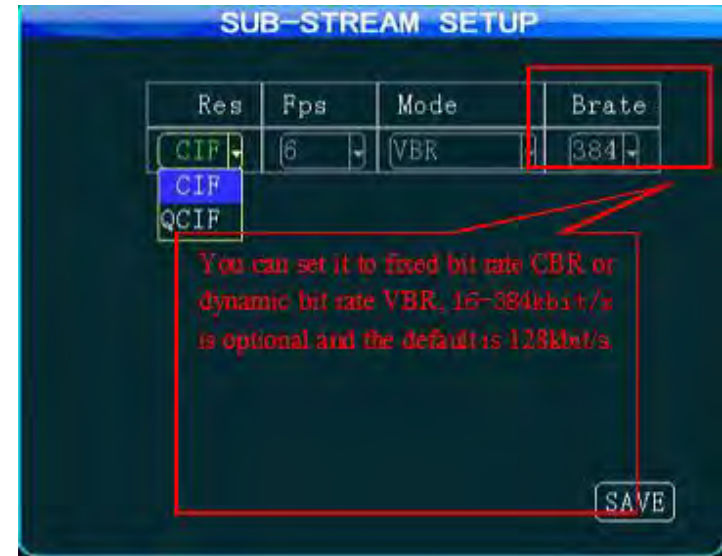 SUB-STREAM SETUP
Res Fps Mode Brate
CIF 6 VBR 384
CIF
QCIF
You can set it to fixed bit rate CBR or
dynamic bit rate VBR, 16-384kbit/s
is optional and the default is 128kbit/s
SAVE